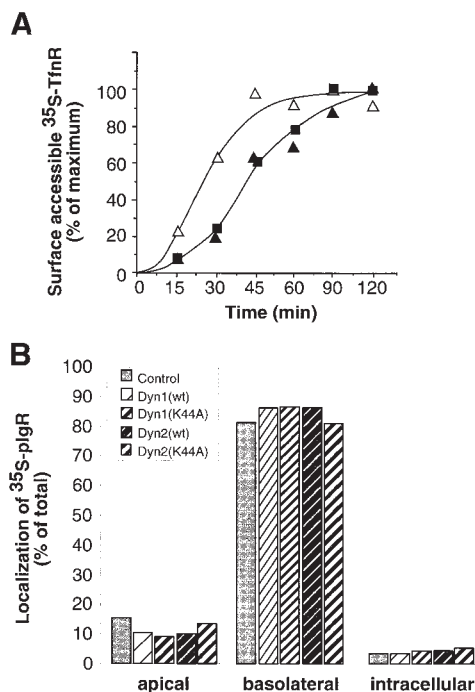 A
Surface accessible ³⁵S-TfnR
(% of maximum)
100
80
60
40
20
0
0 15 30 45 60 90 120
Time (min)
B
Localization of ³⁵S-pIgR
(% of total)
100
90
80
70
60
50
40
30
20
10
0
Control
Dyn1(wt)
Dyn1(K44A)
Dyn2(wt)
Dyn2(K44A)
apical basolateral intracellular